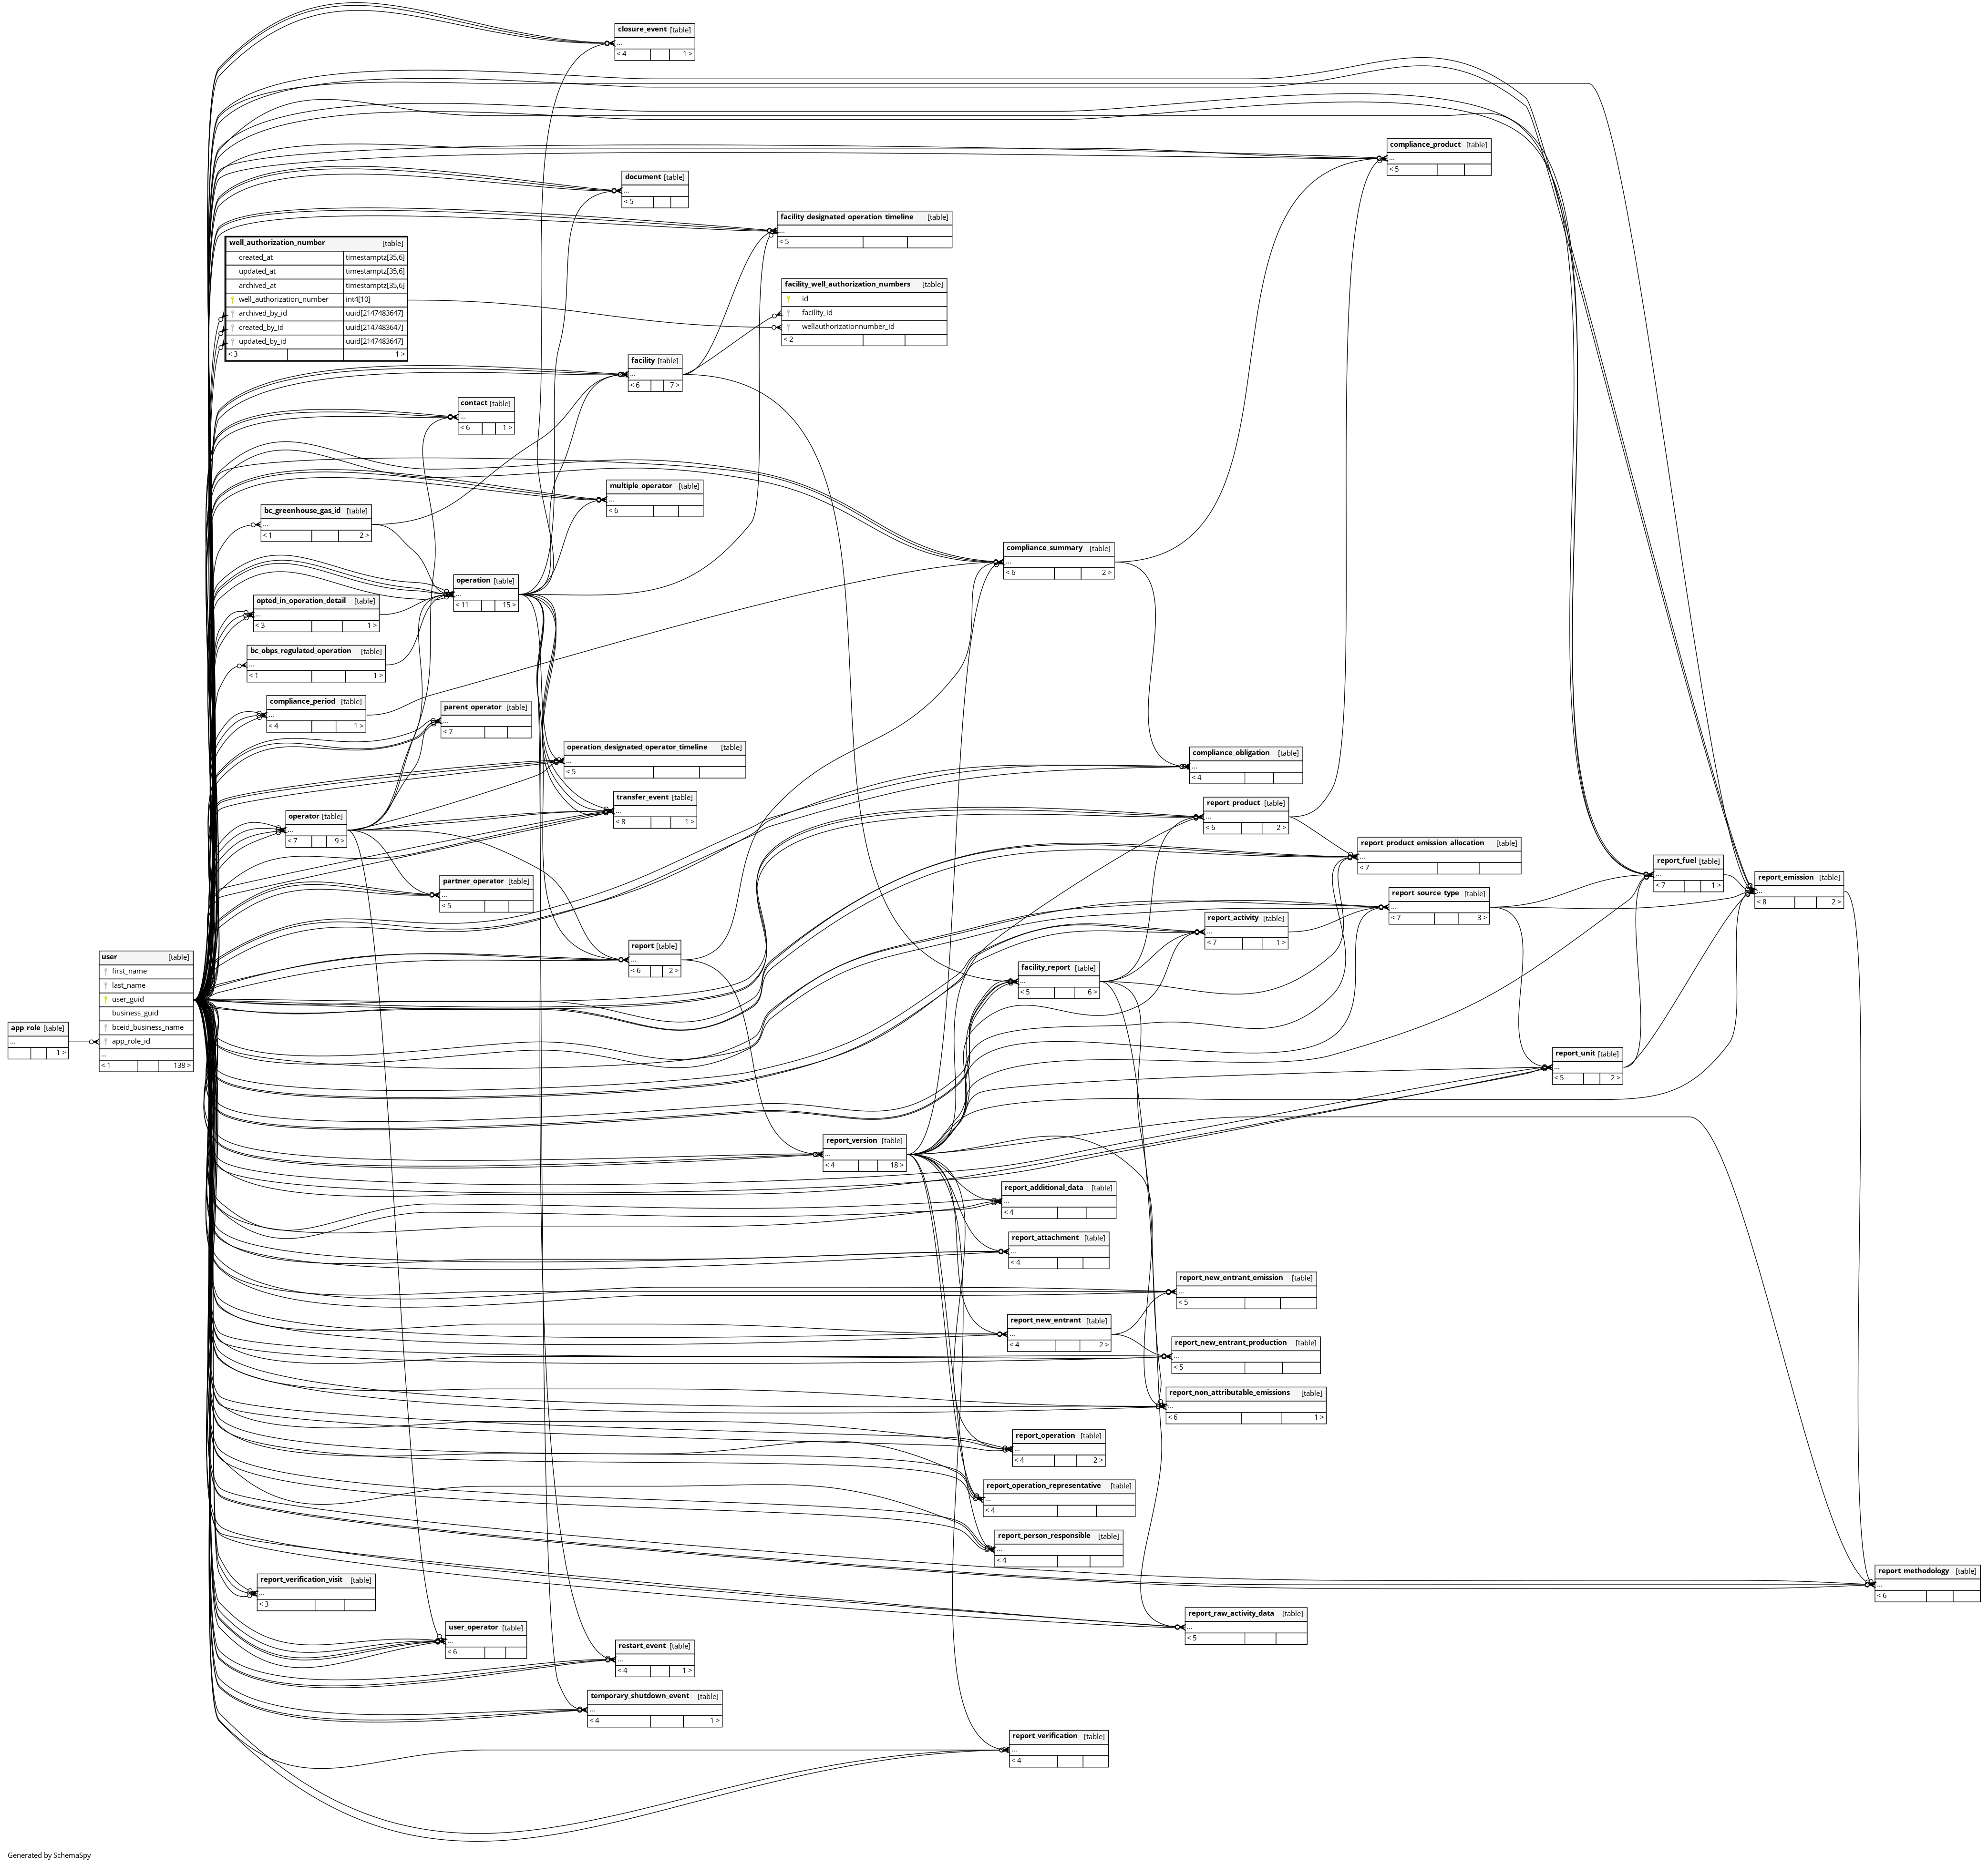 closure_event [table]
...
< 4 1 >
compliance_product [table]
...
< 5
document [table]
...
< 5
facility_designated_operation_timeline [table]
...
< 5
well_authorization_number [table]
created_at timestamptz[35,6]
updated_at timestamptz[35,6]
archived_at timestamptz[35,6]
well_authorization_number int4[10]
archived_by_id uuid[2147483647]
created_by_id uuid[2147483647]
updated_by_id uuid[2147483647]
< 3 1 >
facility_well_authorization_numbers [table]
id
facility_id
wellauthorizationnumber_id
< 2
facility [table]
...
< 6 7 >
contact [table]
...
< 6 1 >
multiple_operator [table]
...
< 6
bc_greenhouse_gas_id [table]
...
< 1 2 >
compliance_summary [table]
...
< 6 2 >
operation [table]
...
< 11 15 >
opted_in_operation_detail [table]
...
< 3 1 >
bc_obps_regulated_operation [table]
...
< 1 1 >
compliance_period [table]
...
< 4 1 >
parent_operator [table]
...
< 7
operation_designated_operator_timeline [table]
...
< 5
compliance_obligation [table]
...
< 4
transfer_event [table]
...
< 8 1 >
report_product [table]
...
< 6 2 >
operator [table]
...
< 7 9 >
report_product_emission_allocation [table]
...
< 7
report_fuel [table]
...
< 7 1 >
report_emission [table]
...
< 8 2 >
partner_operator [table]
...
< 5
report_source_type [table]
...
< 7 3 >
report_activity [table]
...
< 7 1 >
report [table]
...
< 6 2 >
user [table]
first_name
last_name
user_guid
business_guid
bceid_business_name
app_role_id
...
< 1 138 >
facility_report [table]
...
< 5 6 >
app_role [table]
...
1 >
report_unit [table]
...
< 5 2 >
report_version [table]
...
< 4 18 >
report_additional_data [table]
...
< 4
report_attachment [table]
...
< 4
report_new_entrant_emission [table]
...
< 5
report_new_entrant [table]
...
< 4 2 >
report_new_entrant_production [table]
...
< 5
report_non_attributable_emissions [table]
...
< 6 1 >
report_operation [table]
...
< 4 2 >
report_operation_representative [table]
...
< 4
report_person_responsible [table]
...
< 4
report_methodology [table]
...
< 6
report_verification_visit [table]
...
< 3
report_raw_activity_data [table]
...
< 5
user_operator [table]
...
< 6
restart_event [table]
...
< 4 1 >
temporary_shutdown_event [table]
...
< 4 1 >
report_verification [table]
...
< 4
Generated by SchemaSpy